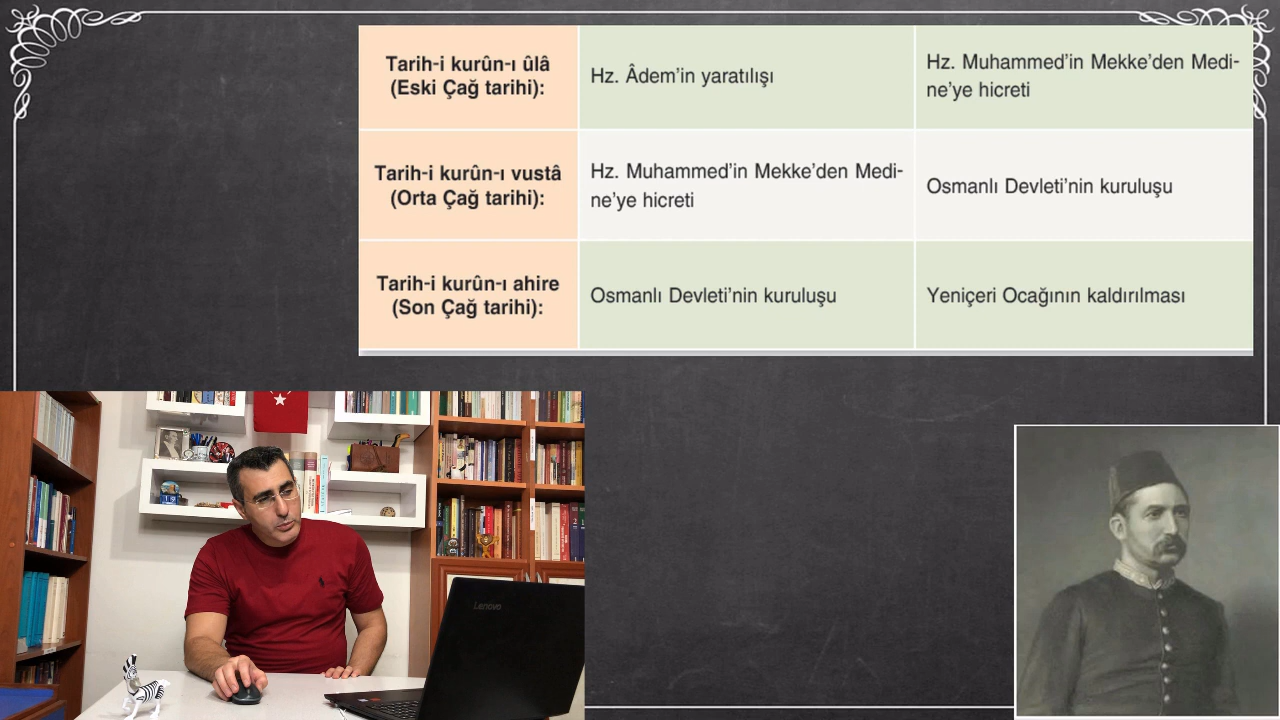 Tarih-i kurûn-ı ûlâ
(Eski Çağ tarihi):
Hz. Âdem'in yaratılışı
Hz. Muhammed'in Mekke'den Medi-
ne'ye hicreti
Tarih-i kurûn-ı vustâ
(Orta Çağ tarihi):
Hz. Muhammed'in Mekke'den Medi-
ne'ye hicreti
Osmanlı Devleti'nin kuruluşu
Tarih-i kurûn-ı ahire
(Son Çağ tarihi):
Osmanlı Devleti'nin kuruluşu
Yeniçeri Ocağının kaldırılması
Lenovo